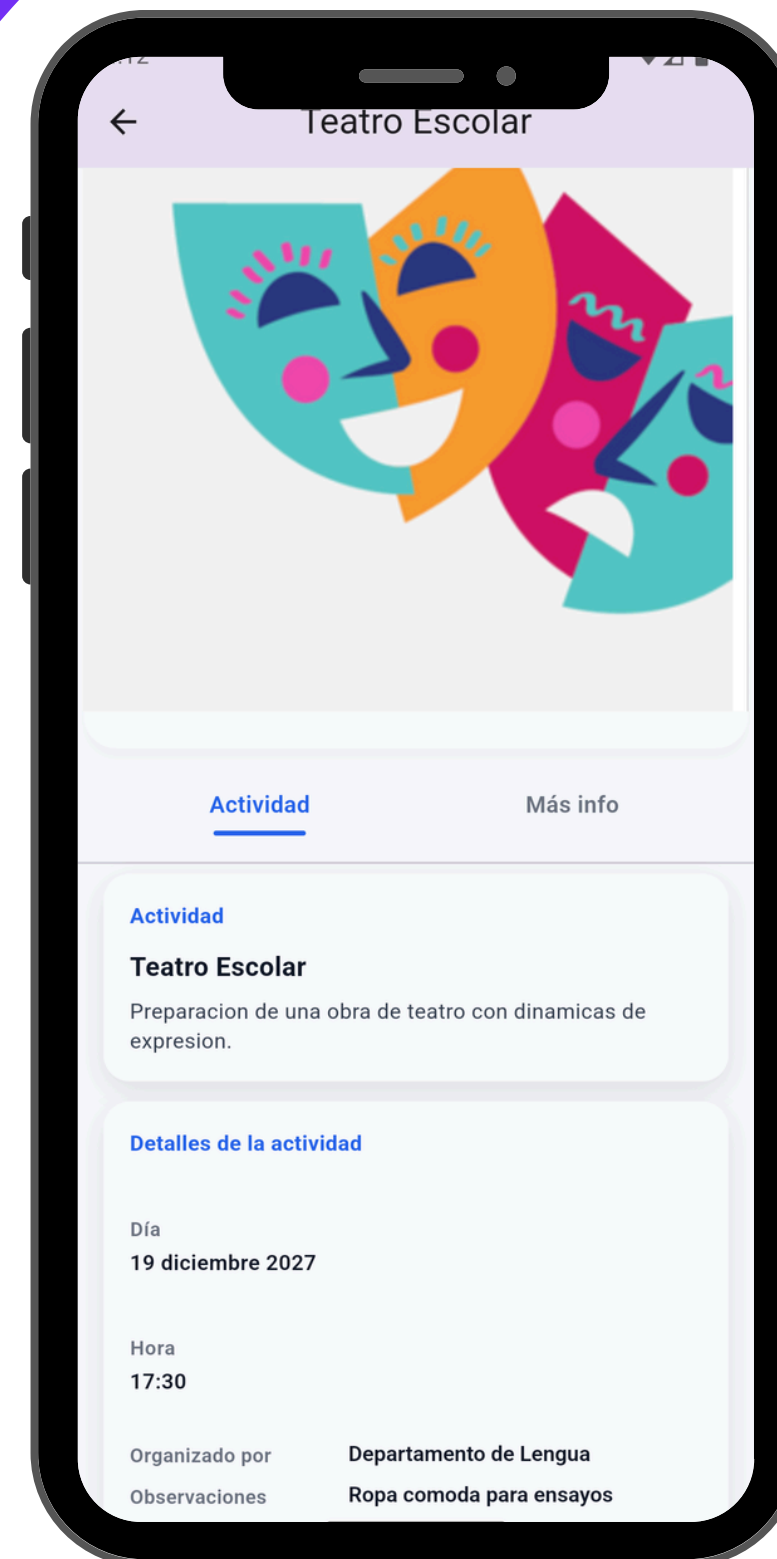 Teatro Escolar
Actividad
Más info
Actividad
Teatro Escolar
Preparacion de una obra de teatro con dinamicas de
expresion.
Detalles de la actividad
Día
19 diciembre 2027
Hora
17:30
Organizado por Departamento de Lengua
Observaciones Ropa comoda para ensayos